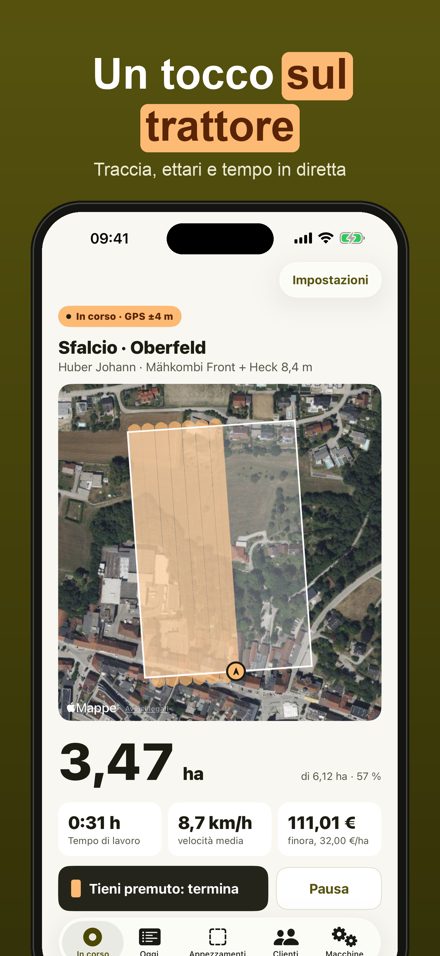 Un tocco sul
trattore
Traccia, ettari e tempo in diretta
09:41
Impostazioni
In corso · GPS ±4 m
Sfalcio · Oberfeld
Huber Johann · Mähkombi Front + Heck 8,4 m
Mappe
3,47 ha
di 6,12 ha · 57 %
0:31 h
Tempo di lavoro
8,7 km/h
velocità media
111,01 €
finora, 32,00 €/ha
Tieni premuto: termina
Pausa
In corso
Oggi
Appezzamenti
Clienti
Macchine